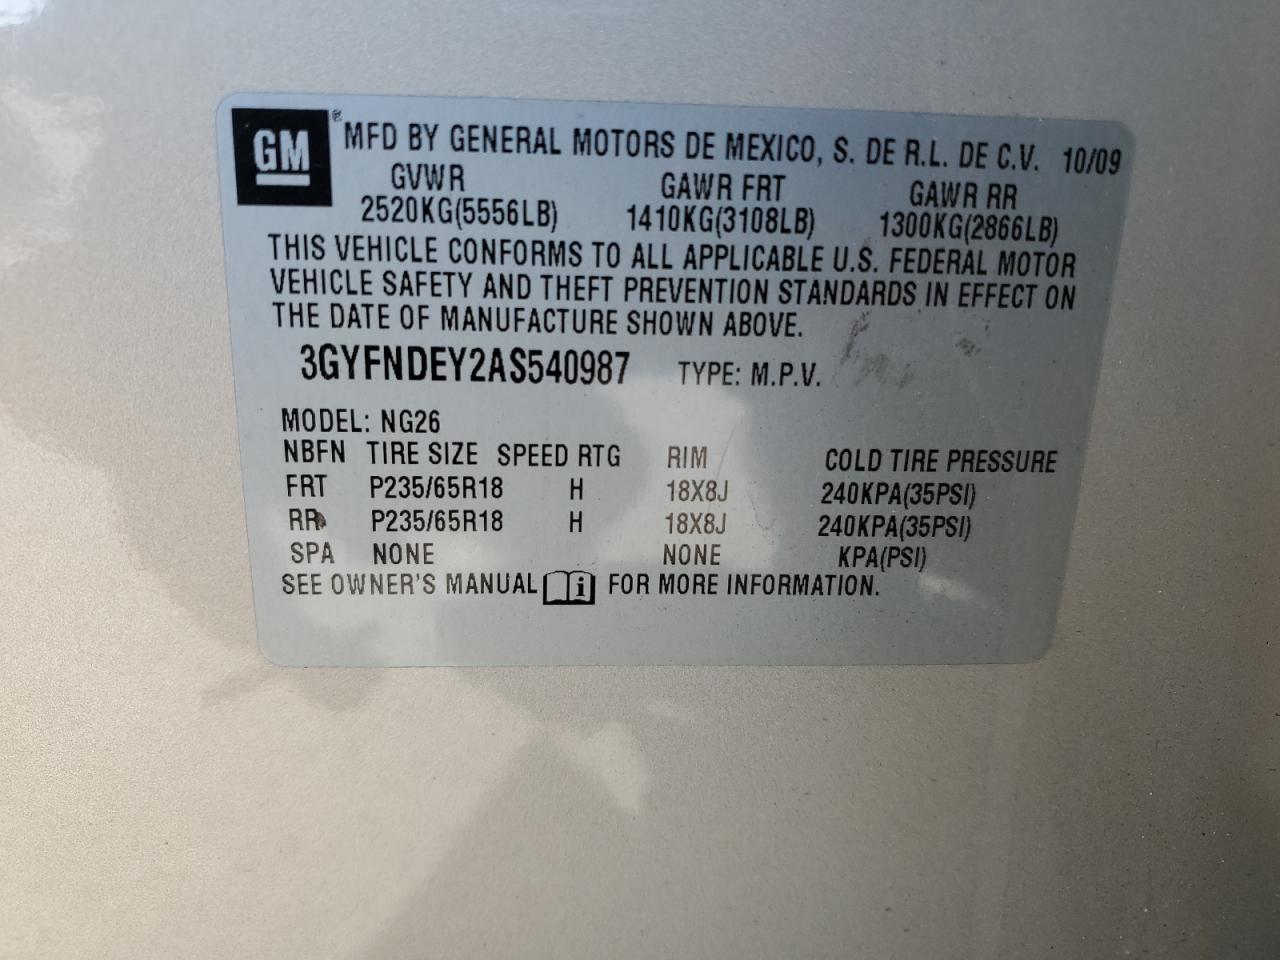 GM ® MFD BY GENERAL MOTORS DE MEXICO, S. DE R.L. DE C.V. 10/09
GVWR GAWR FRT GAWR RR
2520KG(5556LB) 1410KG(3108LB) 1300KG(2866LB)
THIS VEHICLE CONFORMS TO ALL APPLICABLE U.S. FEDERAL MOTOR
VEHICLE SAFETY AND THEFT PREVENTION STANDARDS IN EFFECT ON
THE DATE OF MANUFACTURE SHOWN ABOVE.
3GYFNDEY2AS540987 TYPE: M.P.V.
MODEL: NG26
NBFN TIRE SIZE SPEED RTG RIM COLD TIRE PRESSURE
FRT P235/65R18 H 18X8J 240KPA(35PSI)
RR P235/65R18 H 18X8J 240KPA(35PSI)
SPA NONE NONE KPA(PSI)
SEE OWNER'S MANUAL i FOR MORE INFORMATION.